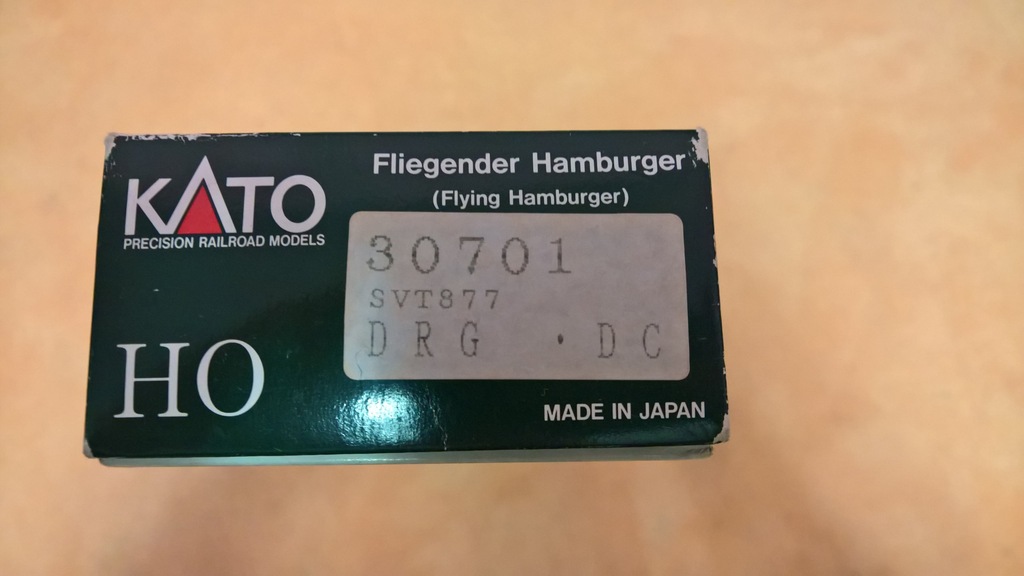 KATO
PRECISION RAILROAD MODELS
HO
Fliegender Hamburger
(Flying Hamburger)
30701
SVT877
DRG · DC
MADE IN JAPAN